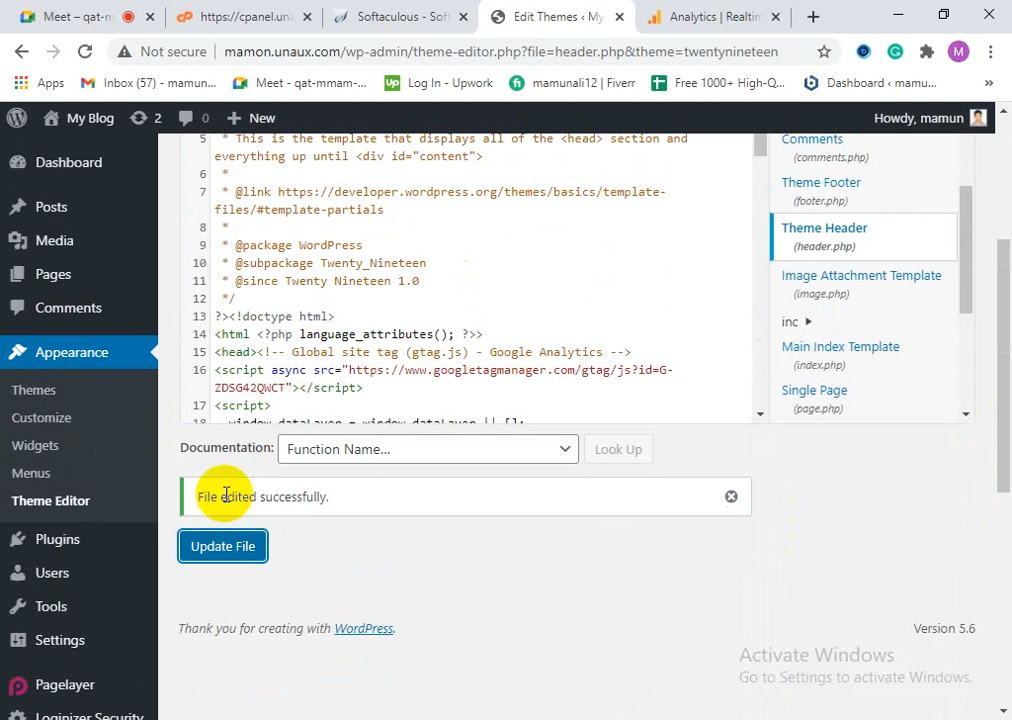 Meet – qat-m
https://cpanel.una
Softaculous - Sof
Edit Themes ‹ My
Analytics | Realtim
Not secure
mamon.unaux.com/wp-admin/theme-editor.php?file=header.php&theme=twentynineteen
M
Apps
Inbox (57) - mamun...
Meet - qat-mmam-...
Log In - Upwork
mamunali12 | Fiverr
Free 1000+ High-Q...
Dashboard ‹ mamu...
»
My Blog
2
0
New
Howdy, mamun
Dashboard
Posts
Media
Pages
Comments
Appearance
Themes
Customize
Widgets
Menus
Theme Editor
Plugins
Users
Tools
Settings
Pagelayer
Loginizer Security
5 * This is the template that displays all of the <head> section and
everything up until <div id="content">
6 *
7 * @link https://developer.wordpress.org/themes/basics/template-
files/#template-partials
8 *
9 * @package WordPress
10 * @subpackage Twenty_Nineteen
11 * @since Twenty Nineteen 1.0
12 */
13 ?><!doctype html>
14 <html <?php language_attributes(); ?>>
15 <head><!-- Global site tag (gtag.js) - Google Analytics -->
16 <script async src="https://www.googletagmanager.com/gtag/js?id=G-
ZDSG42QWCT"></script>
17 <script>
18 window.dataLayer = window.dataLayer || [];
Comments
(comments.php)
Theme Footer
(footer.php)
Theme Header
(header.php)
Image Attachment Template
(image.php)
inc
Main Index Template
(index.php)
Single Page
(page.php)
Documentation:
Function Name...
Look Up
File edited successfully.
Update File
Thank you for creating with WordPress.
Version 5.6
Activate Windows
Go to Settings to activate Windows.